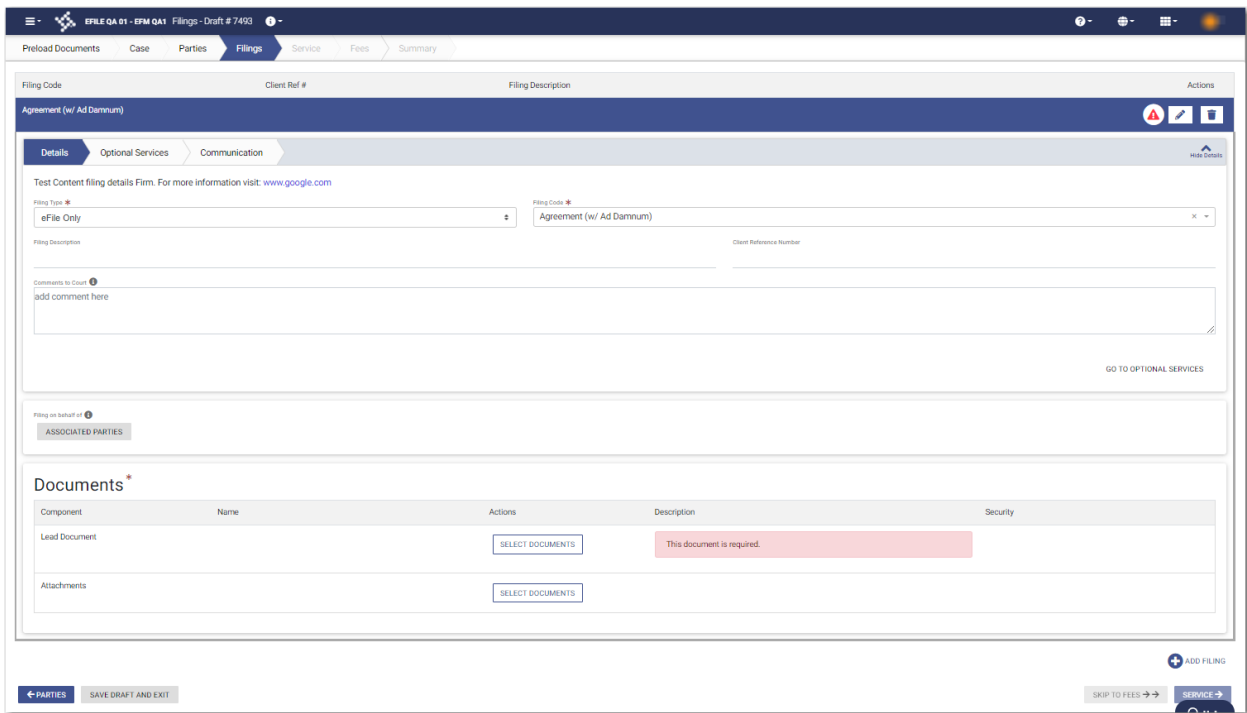 EFILE QA 01 - EFM QA1 Filings - Draft # 7493
Preload Documents Case Parties Filings Service Fees Summary
Filing Code Client Ref # Filing Description Actions
Agreement (w/ Ad Damnum)
Details Optional Services Communication Hide Details
Test Content filing details Firm. For more information visit: www.google.com
Filing Type * Filing Code *
eFile Only Agreement (w/ Ad Damnum)
Filing Description Client Reference Number
Comments to Court
add comment here
GO TO OPTIONAL SERVICES
Filing on behalf of
ASSOCIATED PARTIES
Documents*
Component Name Actions Description Security
Lead Document SELECT DOCUMENTS This document is required.
Attachments SELECT DOCUMENTS
ADD FILING
PARTIES SAVE DRAFT AND EXIT SKIP TO FEES SERVICE